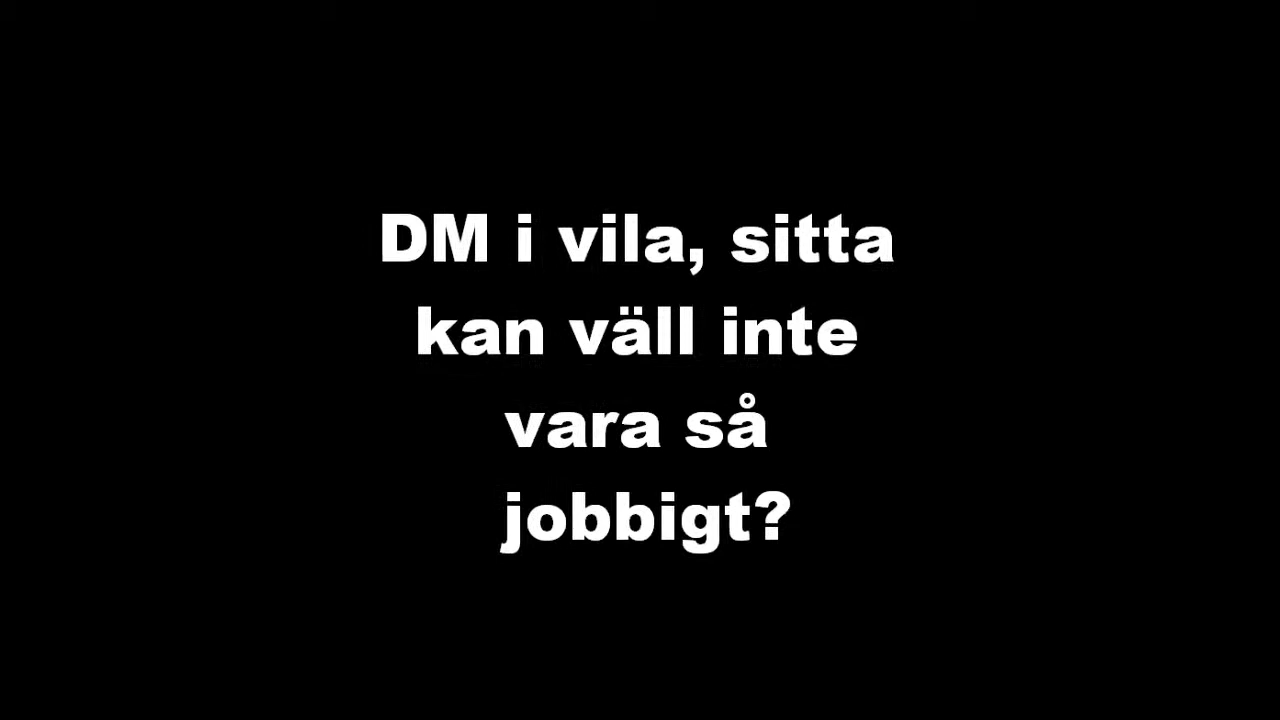 DM i vila, sitta
kan väll inte
vara så
jobbigt?